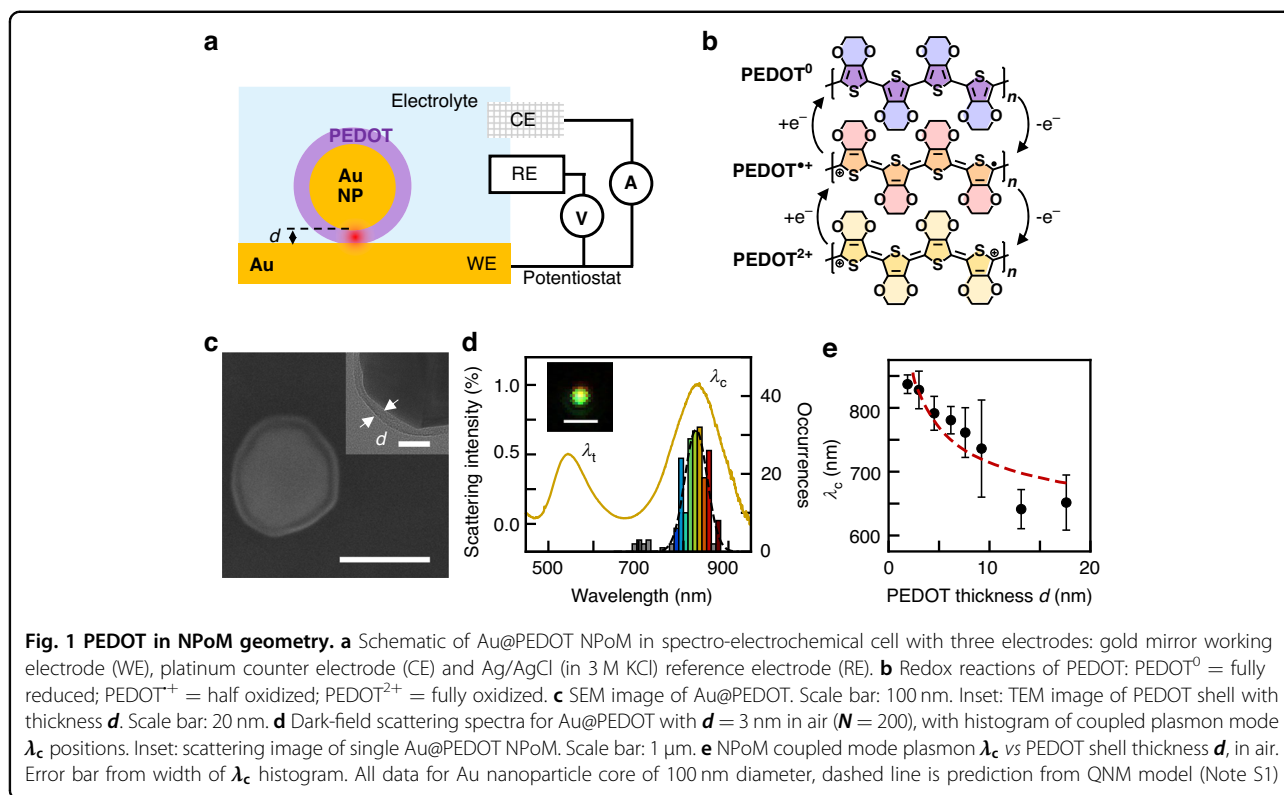 a
Electrolyte
PEDOT
Au
NP
d
Au
WE
CE
RE
V
A
Potentiostat
b
PEDOT⁰
+e⁻
-e⁻
PEDOT•⁺
+e⁻
-e⁻
PEDOT²⁺
O O O O
S S S S
n
O O O O
O O O O
⊕ S S S S •
n
O O O O
O O O O
⊕ S S S S ⊕
n
O O O O
c
d
d
Scattering intensity (%)
1.0
0.5
0.0
λt
λc
40
20
0
Occurrences
500 700 900
Wavelength (nm)
e
λc (nm)
800
700
600
0 10 20
PEDOT thickness d (nm)
Fig. 1 PEDOT in NPoM geometry. a Schematic of Au@PEDOT NPoM in spectro-electrochemical cell with three electrodes: gold mirror working
electrode (WE), platinum counter electrode (CE) and Ag/AgCl (in 3 M KCl) reference electrode (RE). b Redox reactions of PEDOT: PEDOT⁰ = fully
reduced; PEDOT•⁺ = half oxidized; PEDOT²⁺ = fully oxidized. c SEM image of Au@PEDOT. Scale bar: 100 nm. Inset: TEM image of PEDOT shell with
thickness d. Scale bar: 20 nm. d Dark-field scattering spectra for Au@PEDOT with d = 3 nm in air (N = 200), with histogram of coupled plasmon mode
λc positions. Inset: scattering image of single Au@PEDOT NPoM. Scale bar: 1 μm. e NPoM coupled mode plasmon λc vs PEDOT shell thickness d, in air.
Error bar from width of λc histogram. All data for Au nanoparticle core of 100 nm diameter, dashed line is prediction from QNM model (Note S1)